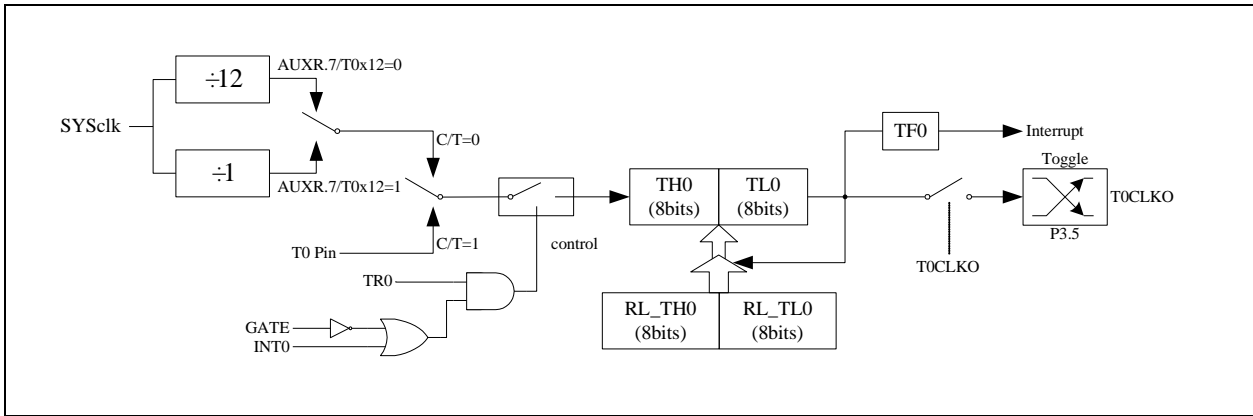 AUXR.7/T0x12=0
÷12
SYSclk
C/T=0
÷1
AUXR.7/T0x12=1
T0 Pin
C/T=1
control
TR0
GATE
INT0
TH0
(8bits)
TL0
(8bits)
RL_TH0
(8bits)
RL_TL0
(8bits)
TF0
Interrupt
Toggle
T0CLKO
P3.5
T0CLKO